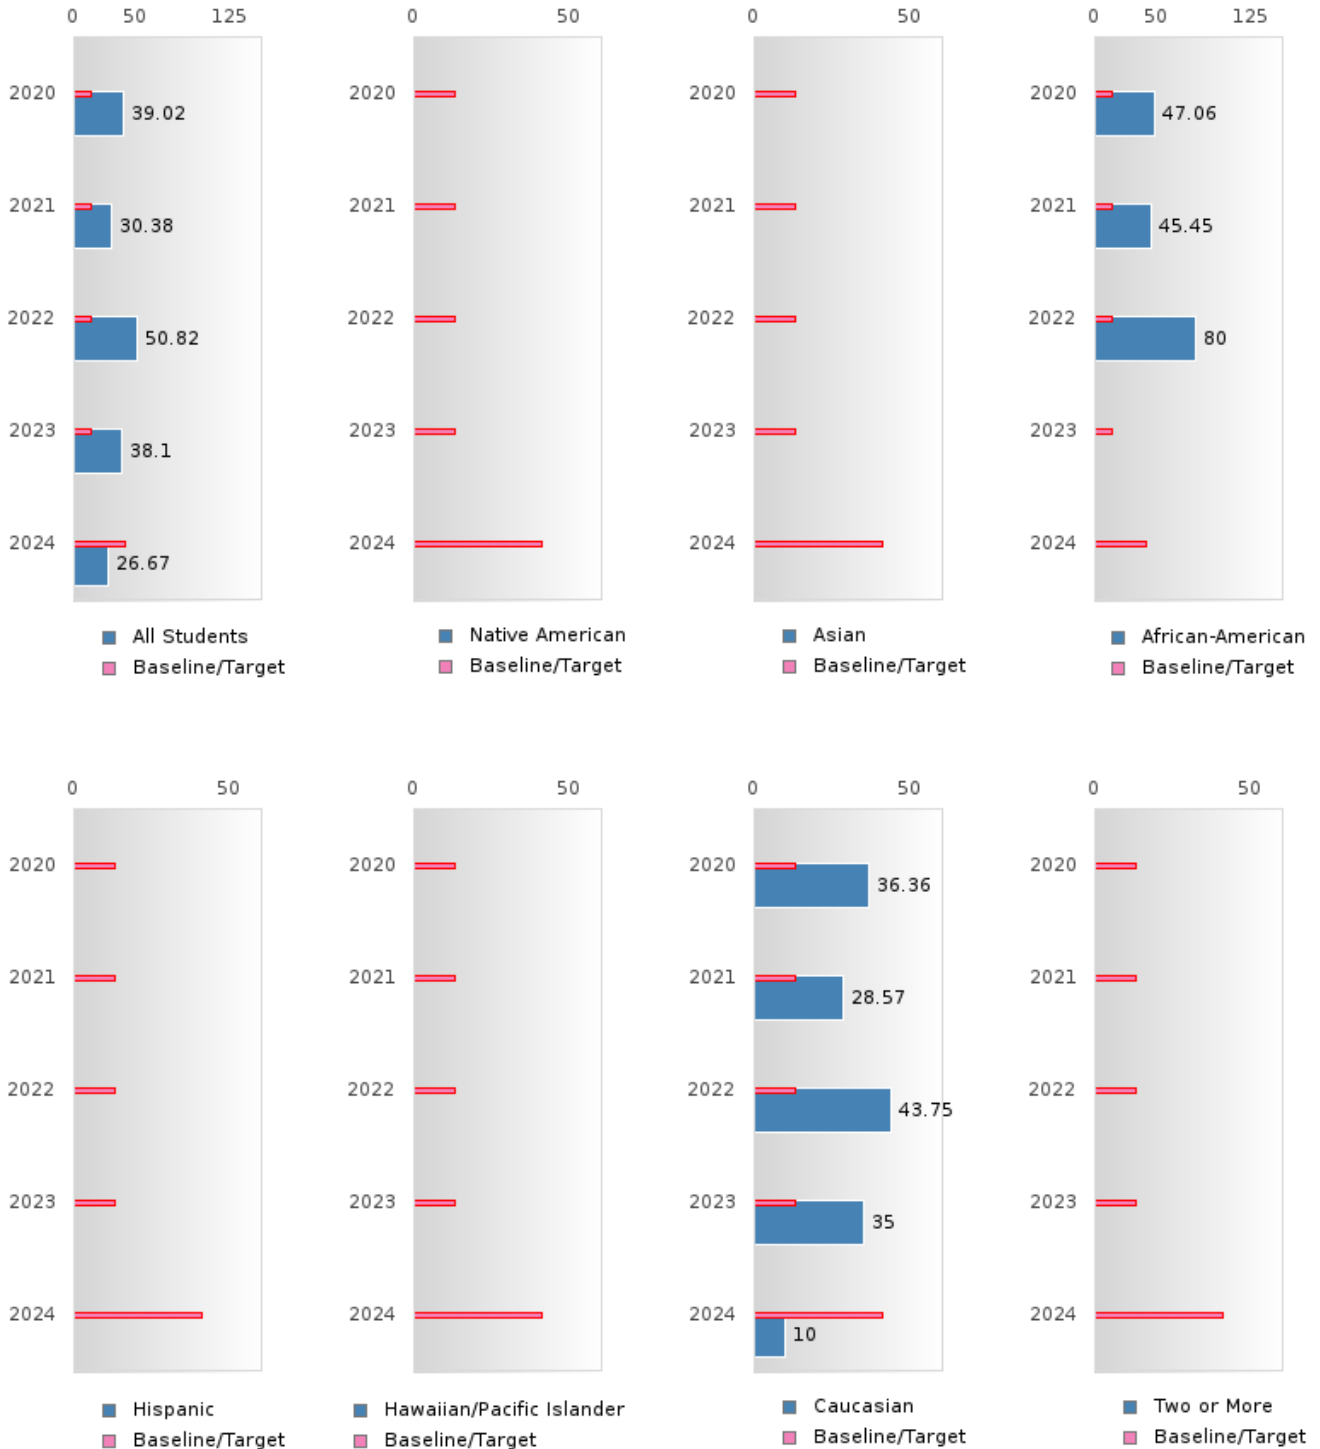 0 50 125
0 50
0 50
0 50 125
2020 39.02
2021 30.38
2022 50.82
2023 38.1
2024 26.67
All Students
Baseline/Target
2020
2021
2022
2023
2024
Native American
Baseline/Target
2020
2021
2022
2023
2024
Asian
Baseline/Target
2020 47.06
2021 45.45
2022 80
2023
2024
African-American
Baseline/Target
0 50
0 50
0 50
0 50
2020
2021
2022
2023
2024
Hispanic
Baseline/Target
2020
2021
2022
2023
2024
Hawaiian/Pacific Islander
Baseline/Target
2020 36.36
2021 28.57
2022 43.75
2023 35
2024 10
Caucasian
Baseline/Target
2020
2021
2022
2023
2024
Two or More
Baseline/Target